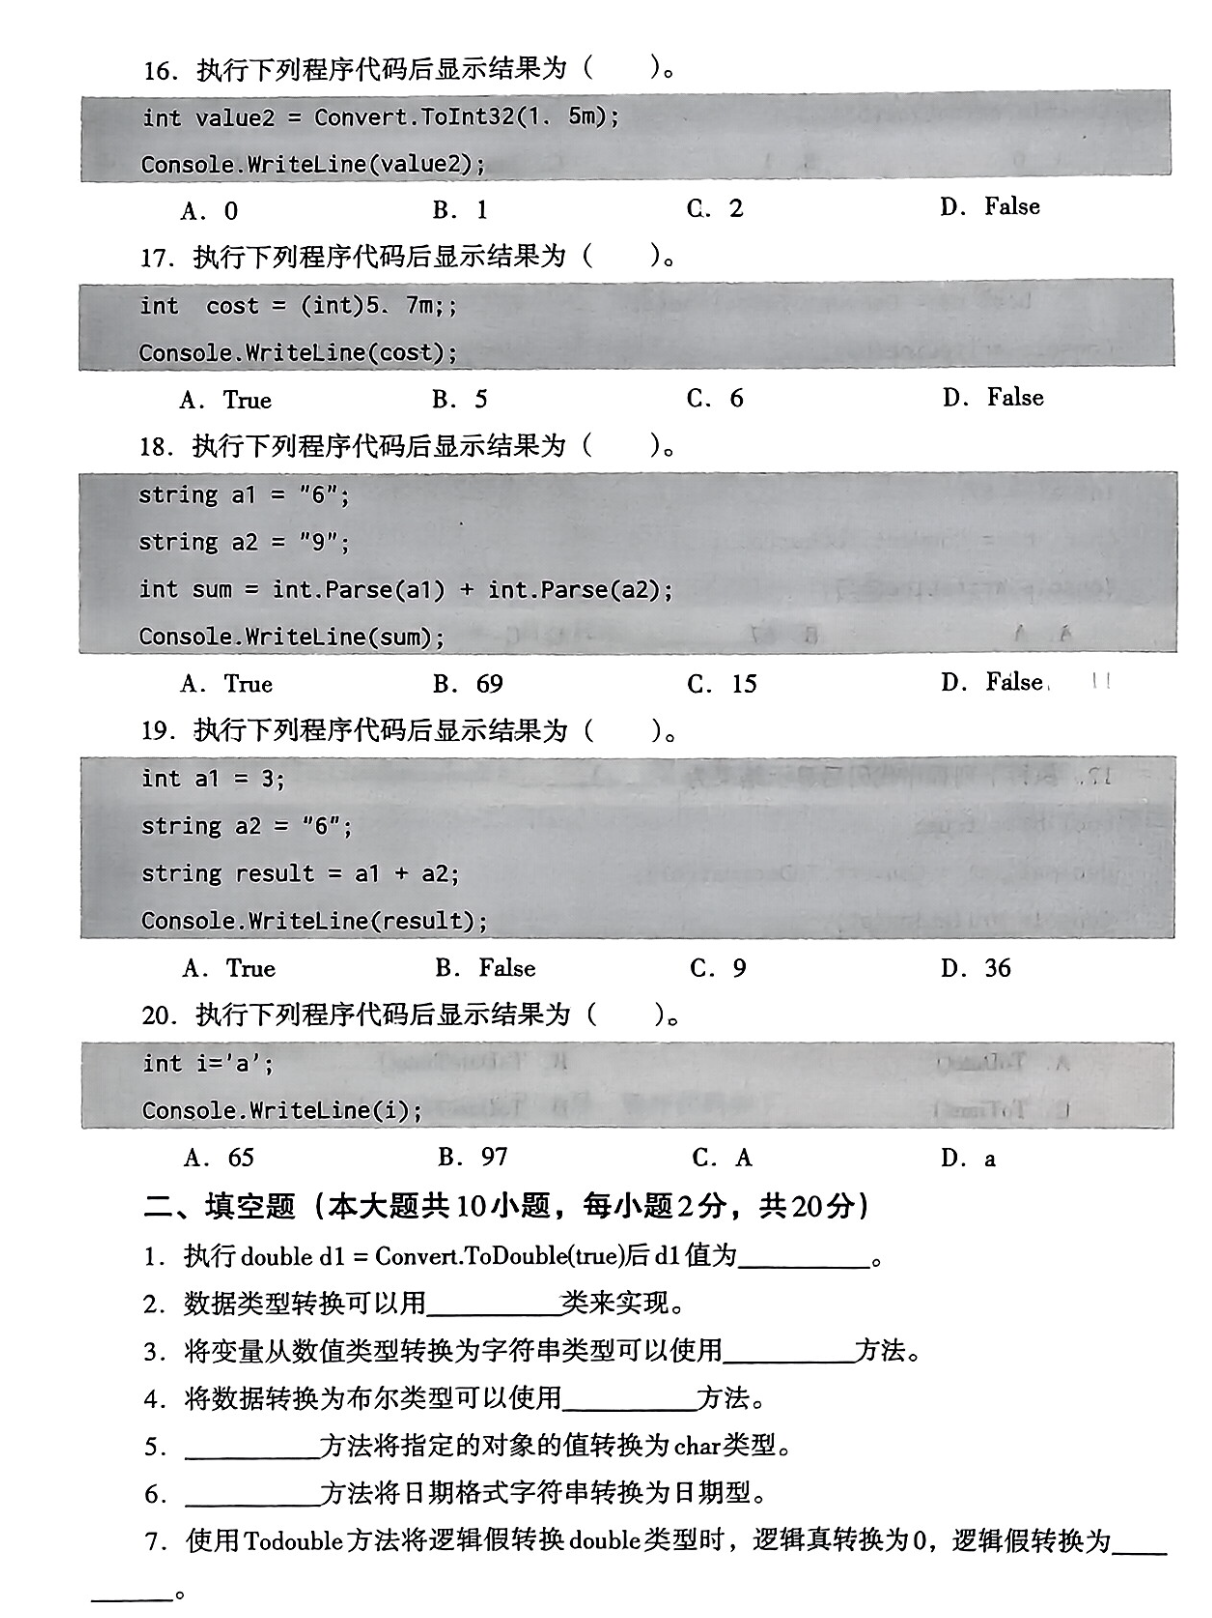 16. 执行下列程序代码后显示结果为（　　）。
int value2 = Convert.ToInt32(1. 5m);
Console.WriteLine(value2);
A. 0　B. 1　C. 2　D. False
17. 执行下列程序代码后显示结果为（　　）。
int cost = (int)5. 7m;;
Console.WriteLine(cost);
A. True　B. 5　C. 6　D. False
18. 执行下列程序代码后显示结果为（　　）。
string a1 = "6";
string a2 = "9";
int sum = int.Parse(a1) + int.Parse(a2);
Console.WriteLine(sum);
A. True　B. 69　C. 15　D. False
19. 执行下列程序代码后显示结果为（　　）。
int a1 = 3;
string a2 = "6";
string result = a1 + a2;
Console.WriteLine(result);
A. True　B. False　C. 9　D. 36
20. 执行下列程序代码后显示结果为（　　）。
int i='a';
Console.WriteLine(i);
A. 65　B. 97　C. A　D. a
二、填空题（本大题共10小题，每小题2分，共20分）
1. 执行double d1 = Convert.ToDouble(true)后d1值为__________。
2. 数据类型转换可以用__________类来实现。
3. 将变量从数值类型转换为字符串类型可以使用__________方法。
4. 将数据转换为布尔类型可以使用__________方法。
5. __________方法将指定的对象的值转换为char类型。
6. __________方法将日期格式字符串转换为日期型。
7. 使用Todouble方法将逻辑假转换double类型时，逻辑真转换为0，逻辑假转换为____
______。